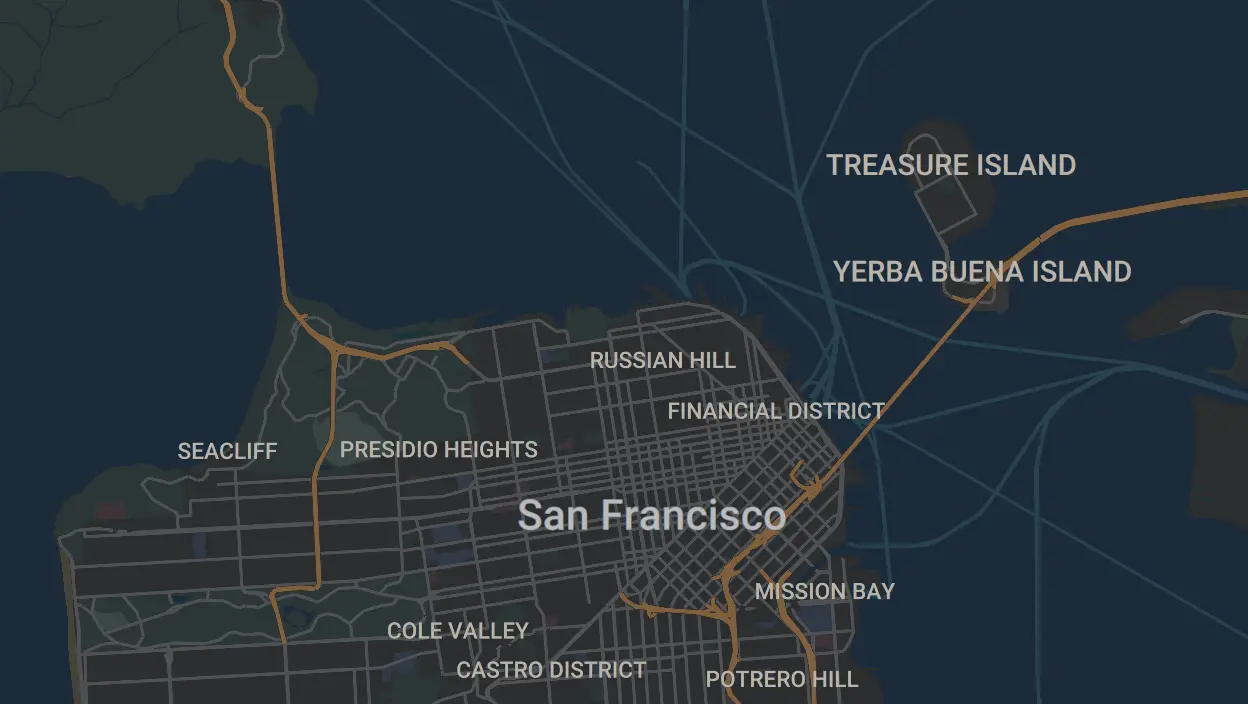 TREASURE ISLAND
YERBA BUENA ISLAND
RUSSIAN HILL
FINANCIAL DISTRICT
SEACLIFF
PRESIDIO HEIGHTS
San Francisco
MISSION BAY
COLE VALLEY
CASTRO DISTRICT
POTRERO HILL